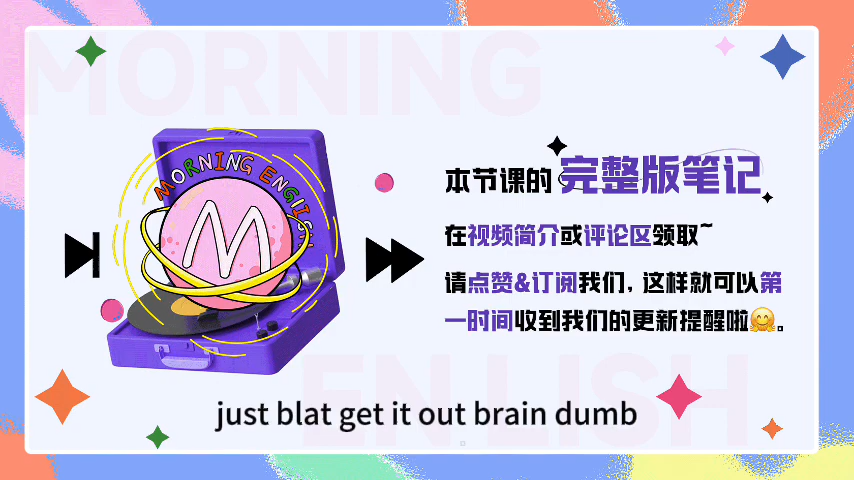 MORNING
MORNING ENGLISH
M
本节课的 完整版笔记
在视频简介或评论区领取~
请点赞&订阅我们, 这样就可以第
一时间收到我们的更新提醒啦🤗。
EN LISH
just blat get it out brain dumb